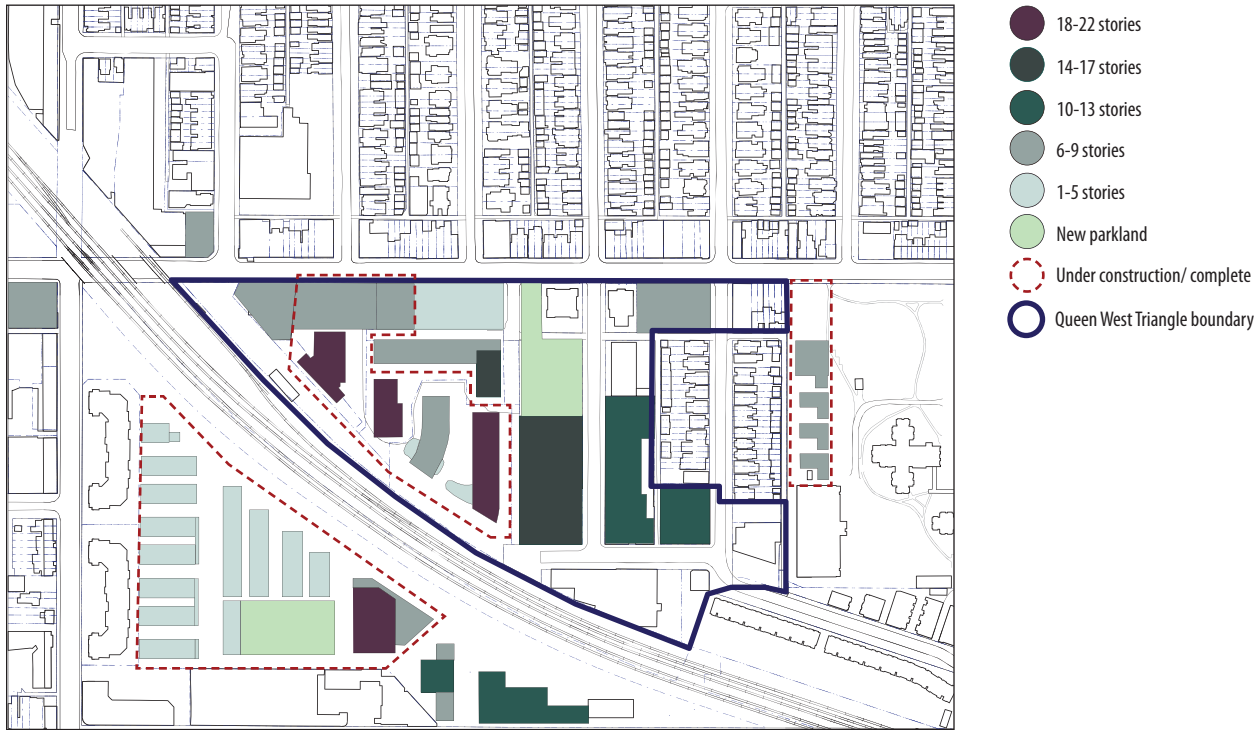 18-22 stories
14-17 stories
10-13 stories
6-9 stories
1-5 stories
New parkland
Under construction/ complete
Queen West Triangle boundary